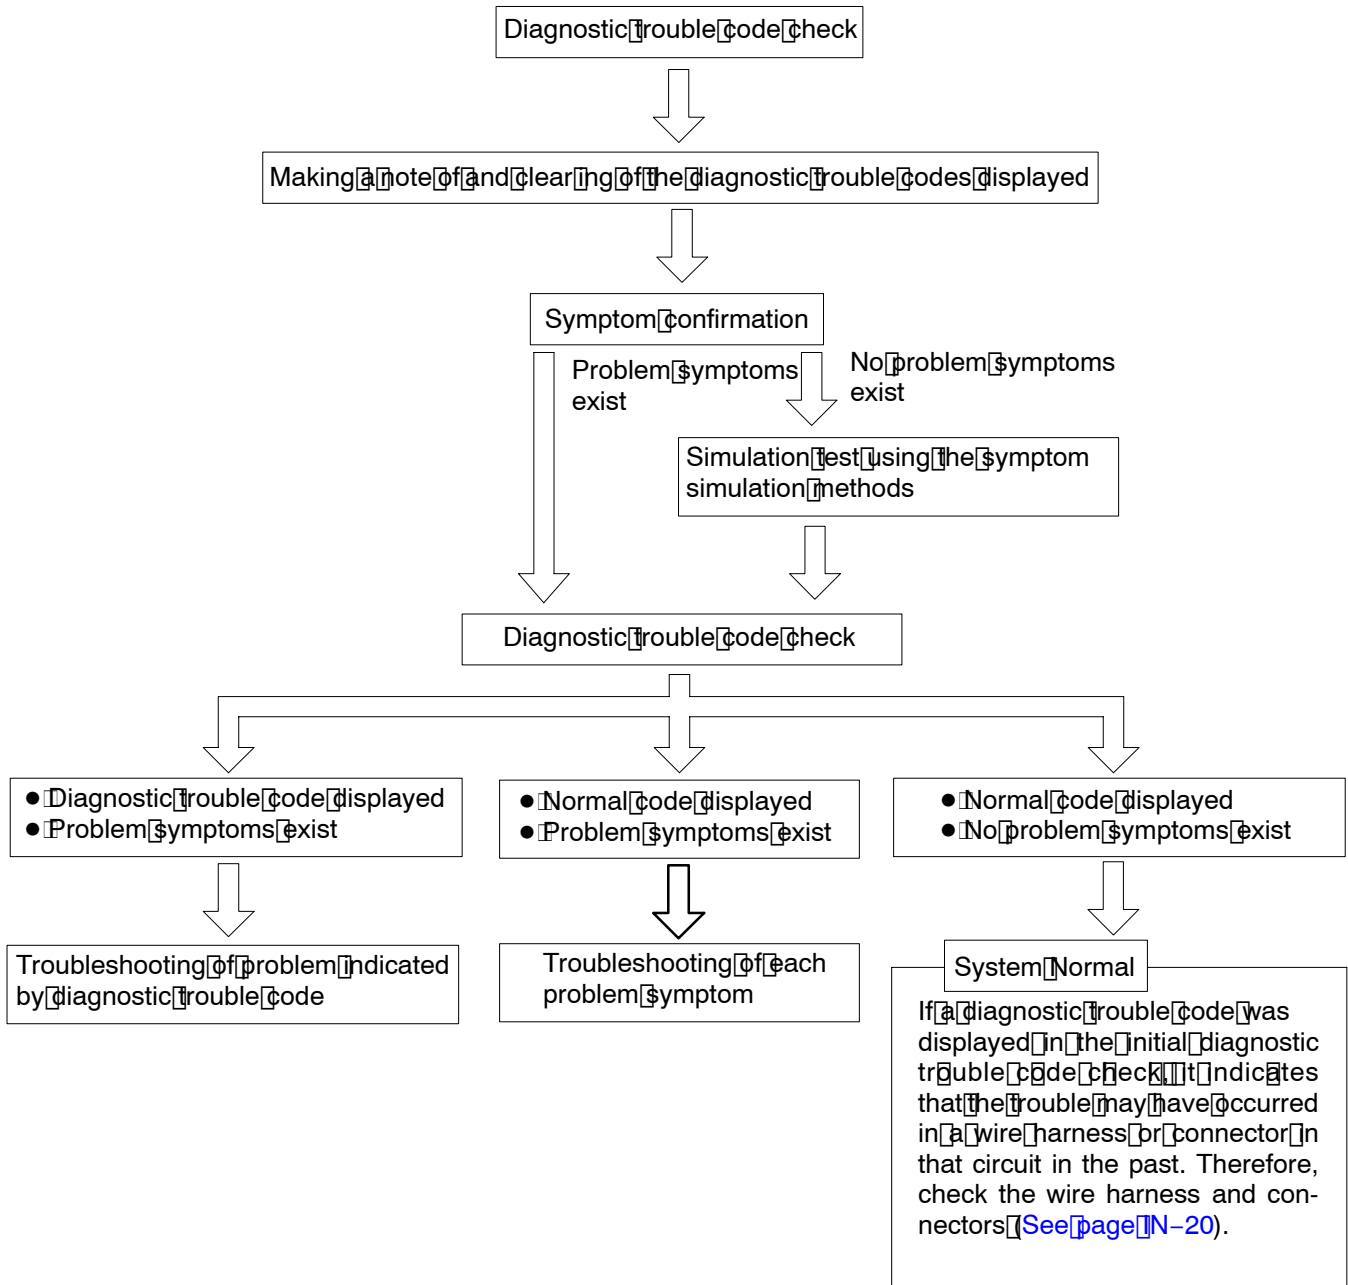 Diagnostic trouble code check
Making a note of and clearing of the diagnostic trouble codes displayed
Symptom confirmation
Problem symptoms
exist
No problem symptoms
exist
Simulation test using the symptom
simulation methods
Diagnostic trouble code check
● Diagnostic trouble code displayed
● Problem symptoms exist
● Normal code displayed
● Problem symptoms exist
● Normal code displayed
● No problem symptoms exist
Troubleshooting of problem indicated
by diagnostic trouble code
Troubleshooting of each
problem symptom
System Normal
If a diagnostic trouble code was
displayed in the initial diagnostic
trouble code check, it indicates
that the trouble may have occurred
in a wire harness or connector in
that circuit in the past. Therefore,
check the wire harness and con-
nectors (See page IN−20).